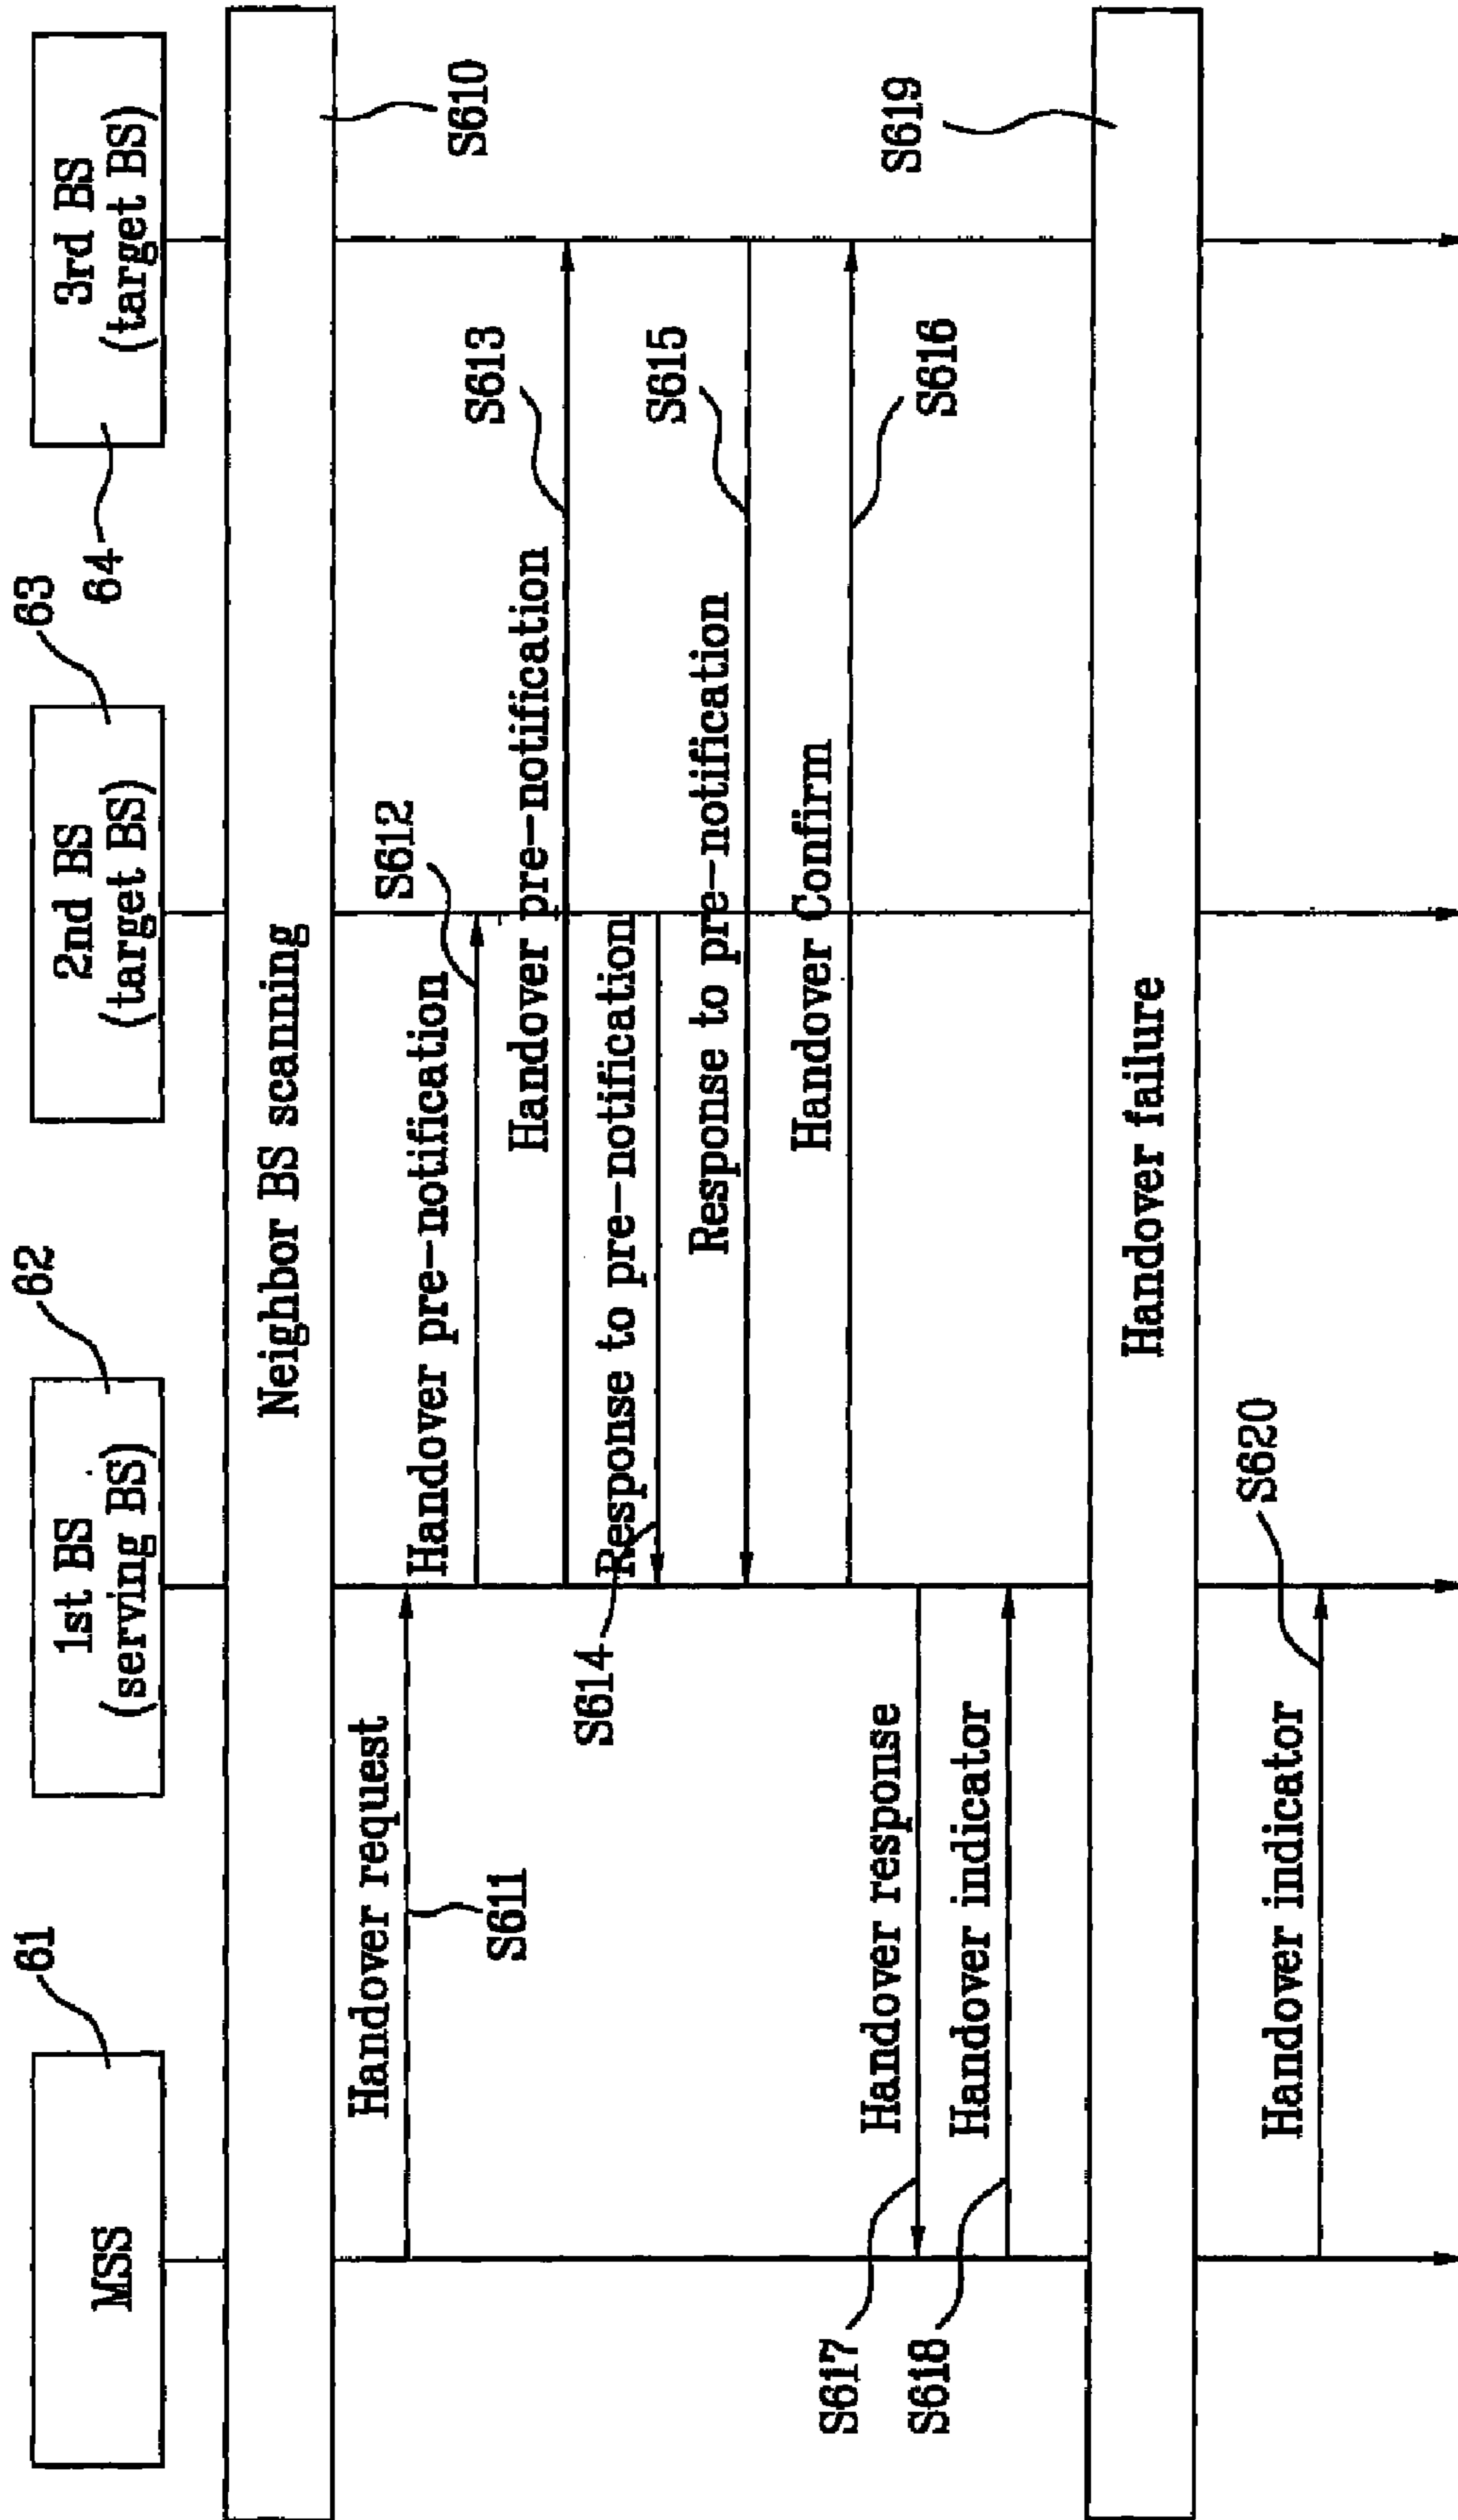 61
MSS
62
1st BS
(serving BS)
63
2nd BS
(target BS)
64
3rd BS
(target BS)
Neighbor BS scanning
S610
Handover request
S611
Handover pre-notification
S612
Handover pre-notification
S613
Response to pre-notification
S614
Response to pre-notification
S615
Handover Confirm
S616
Handover response
S617
Handover indicator
S618
Handover failure
S619
Handover indicator
S620